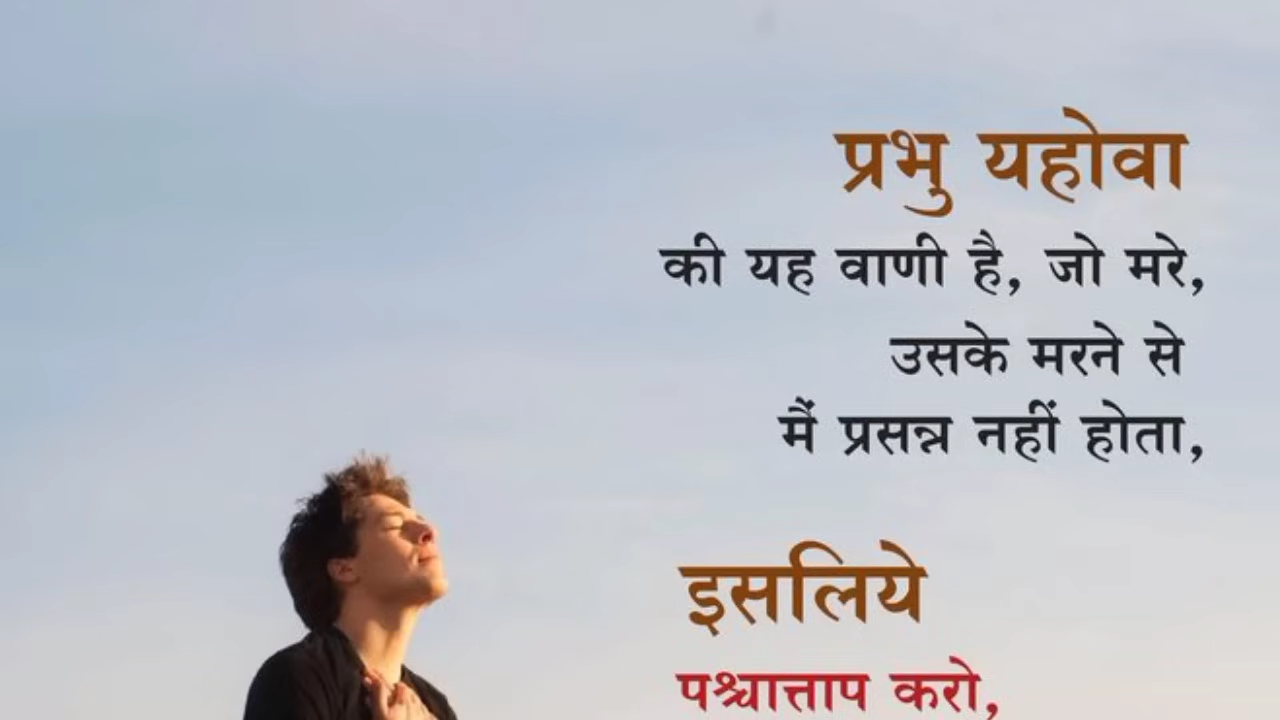 प्रभु यहोवा
की यह वाणी है, जो मरे,
उसके मरने से
मैं प्रसन्न नहीं होता,
इसलिये
पश्चात्ताप करो,